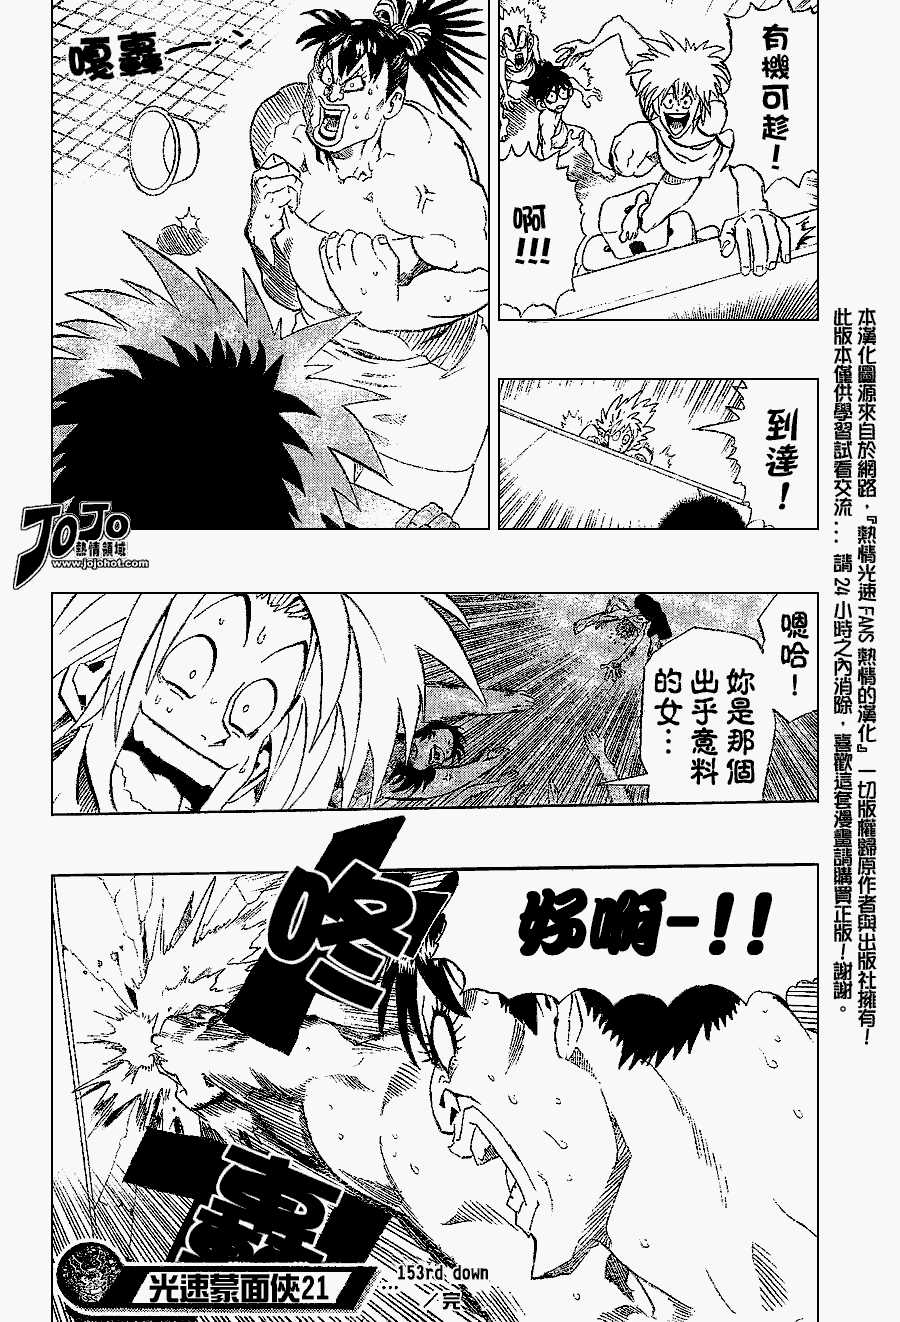 有機可趁！
啊!!!
嘎轟—
到達！
嗯哈！
妳是那個
出乎意料
的女…
好啊-!!
咚
轟
153rd down
…／完
光速蒙面俠21
JoJo
熱情領域
www.jojohot.com
本漢化圖源來自於網路，『熱情光速FANS熱情的漢化』一切版權歸原作者與出版社擁有！
此版本僅供學習試看交流... 請24小時之內消除，喜歡這套漫畫請購買正版！謝謝。